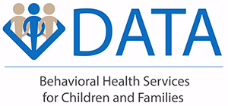 DATA
Behavioral Health Services
for Children and Families